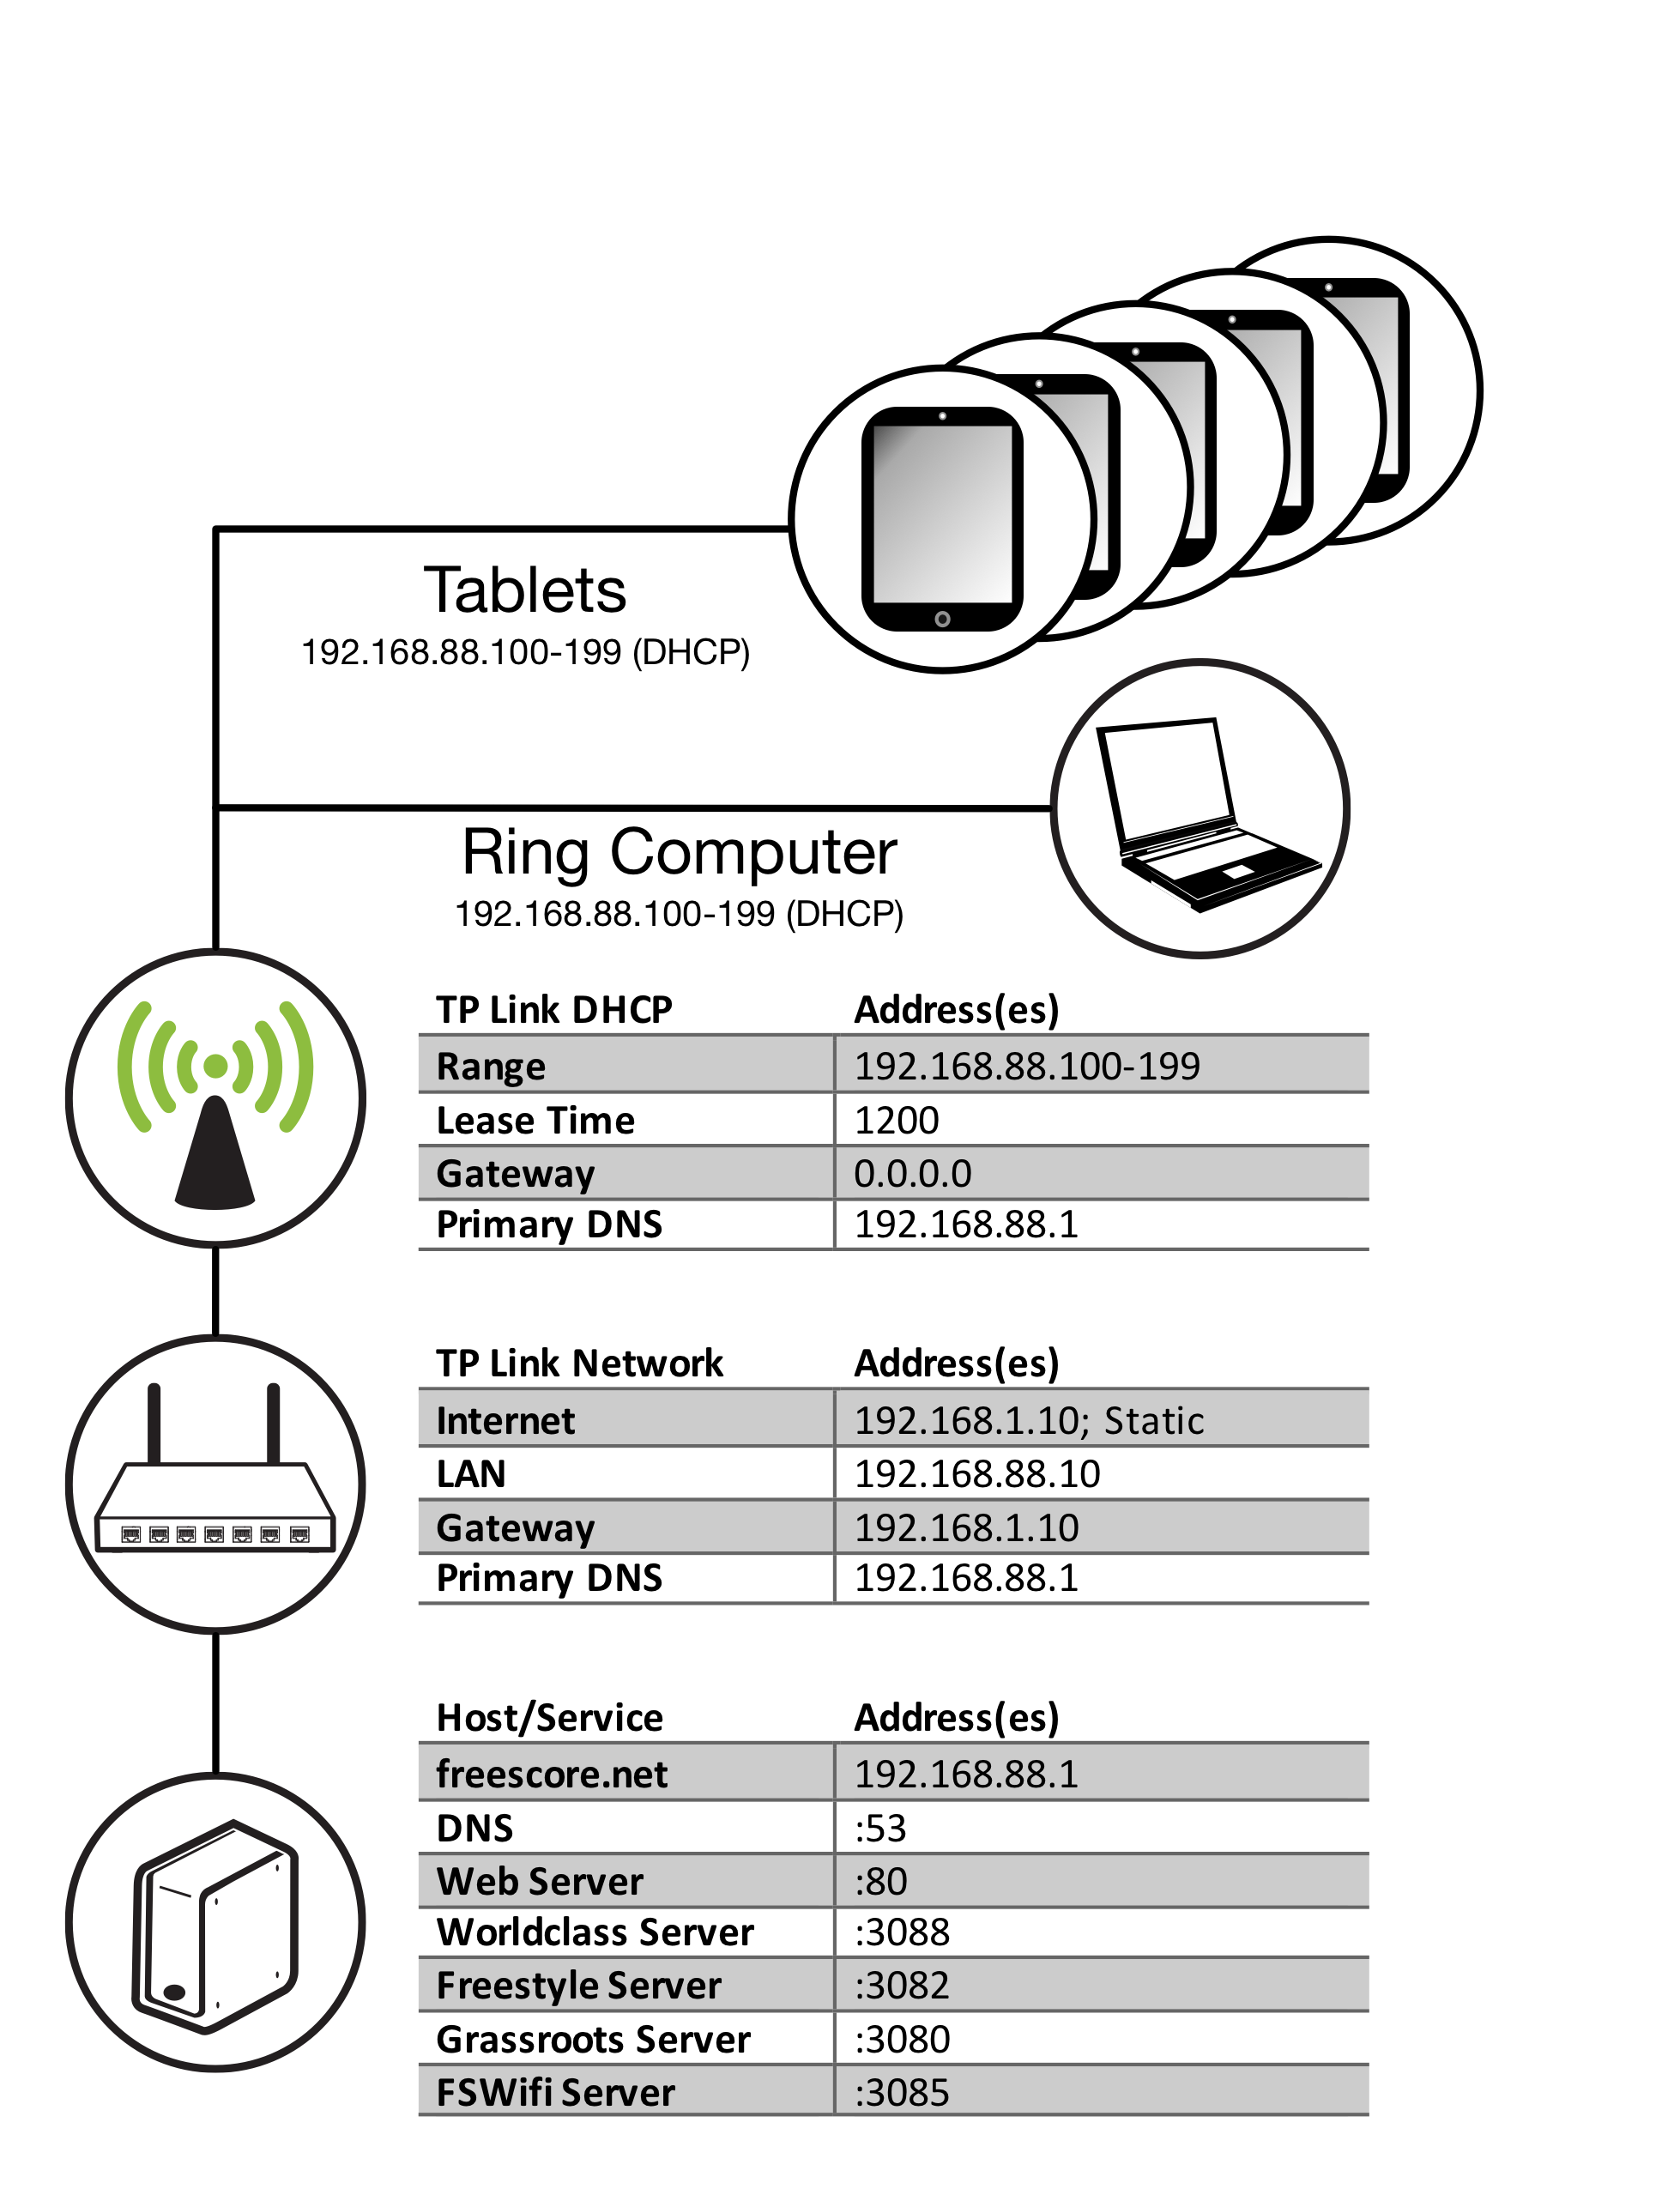 Tablets
192.168.88.100-199 (DHCP)
Ring Computer
192.168.88.100-199 (DHCP)
TP Link DHCP Address(es)
Range 192.168.88.100-199
Lease Time 1200
Gateway 0.0.0.0
Primary DNS 192.168.88.1
TP Link Network Address(es)
Internet 192.168.1.10; Static
LAN 192.168.88.10
Gateway 192.168.1.10
Primary DNS 192.168.88.1
Host/Service Address(es)
freescore.net 192.168.88.1
DNS :53
Web Server :80
Worldclass Server :3088
Freestyle Server :3082
Grassroots Server :3080
FSWifi Server :3085